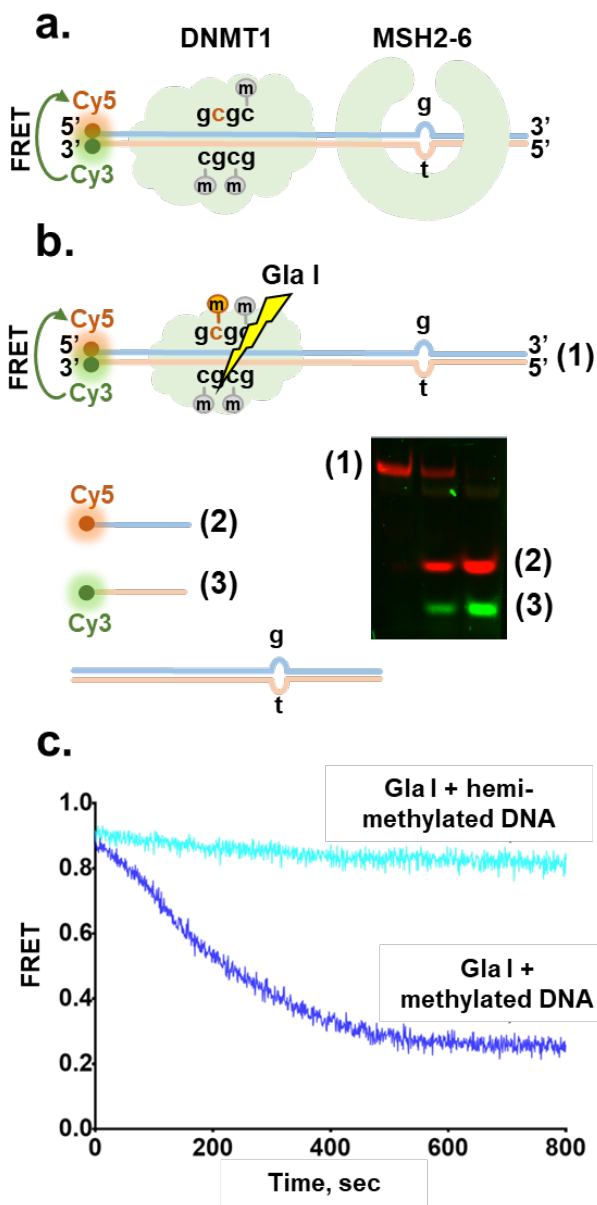 a.
DNMT1
MSH2-6
Cy5
m
gcgc
g
5’
3’
FRET
3’
5’
cgcg
t
Cy3
m m
b.
Gla I
Cy5
m m
gcgc
g
5’
3’
(1)
FRET
3’
5’
cgcg
t
Cy3
m m
(1)
Cy5
(2)
(2)
(3)
(3)
Cy3
g
t
c.
Gla I + hemi-
methylated DNA
1.0
0.8
0.6
FRET
Gla I +
methylated DNA
0.4
0.2
0.0
0 200 400 600 800
Time, sec